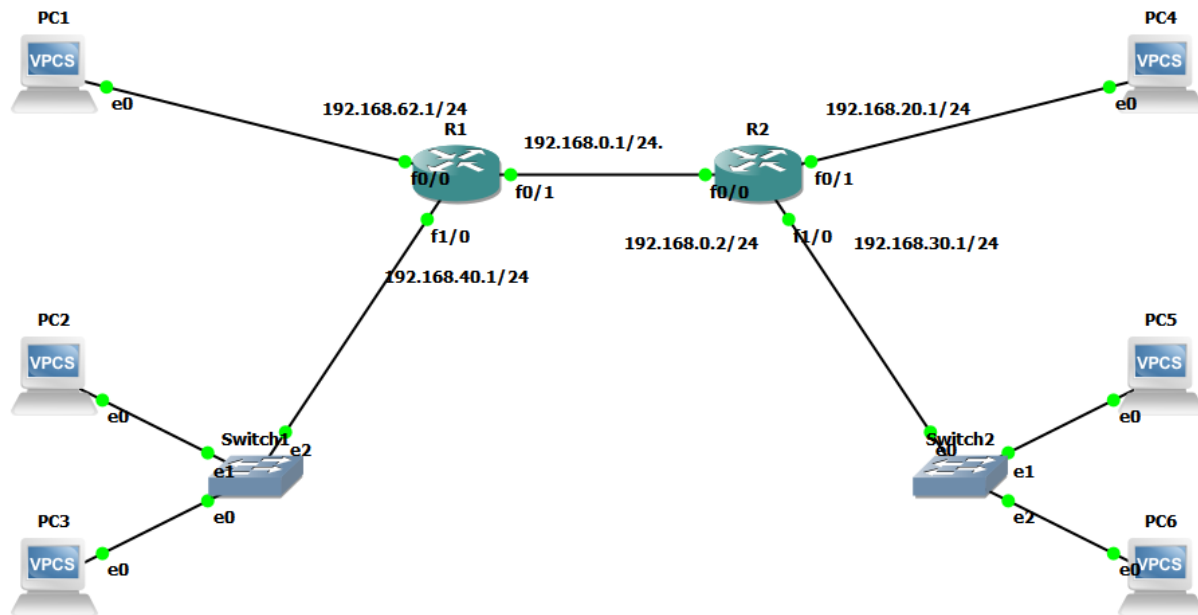 PC1
VPCS
e0
PC4
VPCS
e0
192.168.62.1/24
R1
f0/0
f0/1
f1/0
192.168.0.1/24.
R2
f0/0
f0/1
f1/0
192.168.20.1/24
192.168.40.1/24
192.168.0.2/24
192.168.30.1/24
PC2
VPCS
e0
Switch1
e1
e2
e0
PC3
VPCS
e0
PC5
VPCS
e0
Switch2
e0
e1
e2
PC6
VPCS
e0